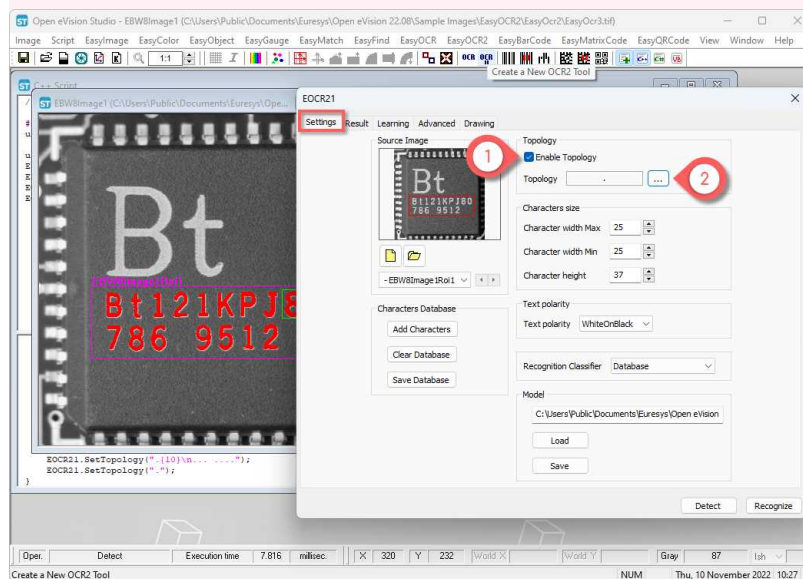 Open eVision Studio - EBW8Image1 (C:\Users\Public\Documents\Euresys\Open eVision 22.08\Sample Images\EasyOCR2\EasyOcr2\EasyOcr3.tif)
Image Script EasyImage EasyColor EasyObject EasyGauge EasyMatch EasyFind EasyOCR EasyOCR2 EasyBarCode EasyMatrixCode EasyQRCode View Window Help
1:1
Create a New OCR2 Tool
C++ Script
EBW8Image1 (C:\Users\Public\Documents\Euresys\Ope...
Bt
EBW8Image1Roi1
Bt121KPJ8
786 9512
EOCR21.SetTopology(".{10}\n... ....");
EOCR21.SetTopology(".");
}
EOCR21
Settings Result Learning Advanced Drawing
Source Image
Bt
Bt121KPJ80
786 9512
- EBW8Image1Roi1
Characters Database
Add Characters
Clear Database
Save Database
Topology
1
Enable Topology
Topology . ...
2
Characters size
Character width Max 25
Character width Min 25
Character height 37
Text polarity
Text polarity WhiteOnBlack
Recognition Classifier Database
Model
C:\Users\Public\Documents\Euresys\Open eVision
Load
Save
Detect Recognize
Oper. Detect Execution time 7.816 millisec. X 320 Y 232 World X World Y Gray 87 Ish
Create a New OCR2 Tool NUM Thu, 10 November 2022 10:27